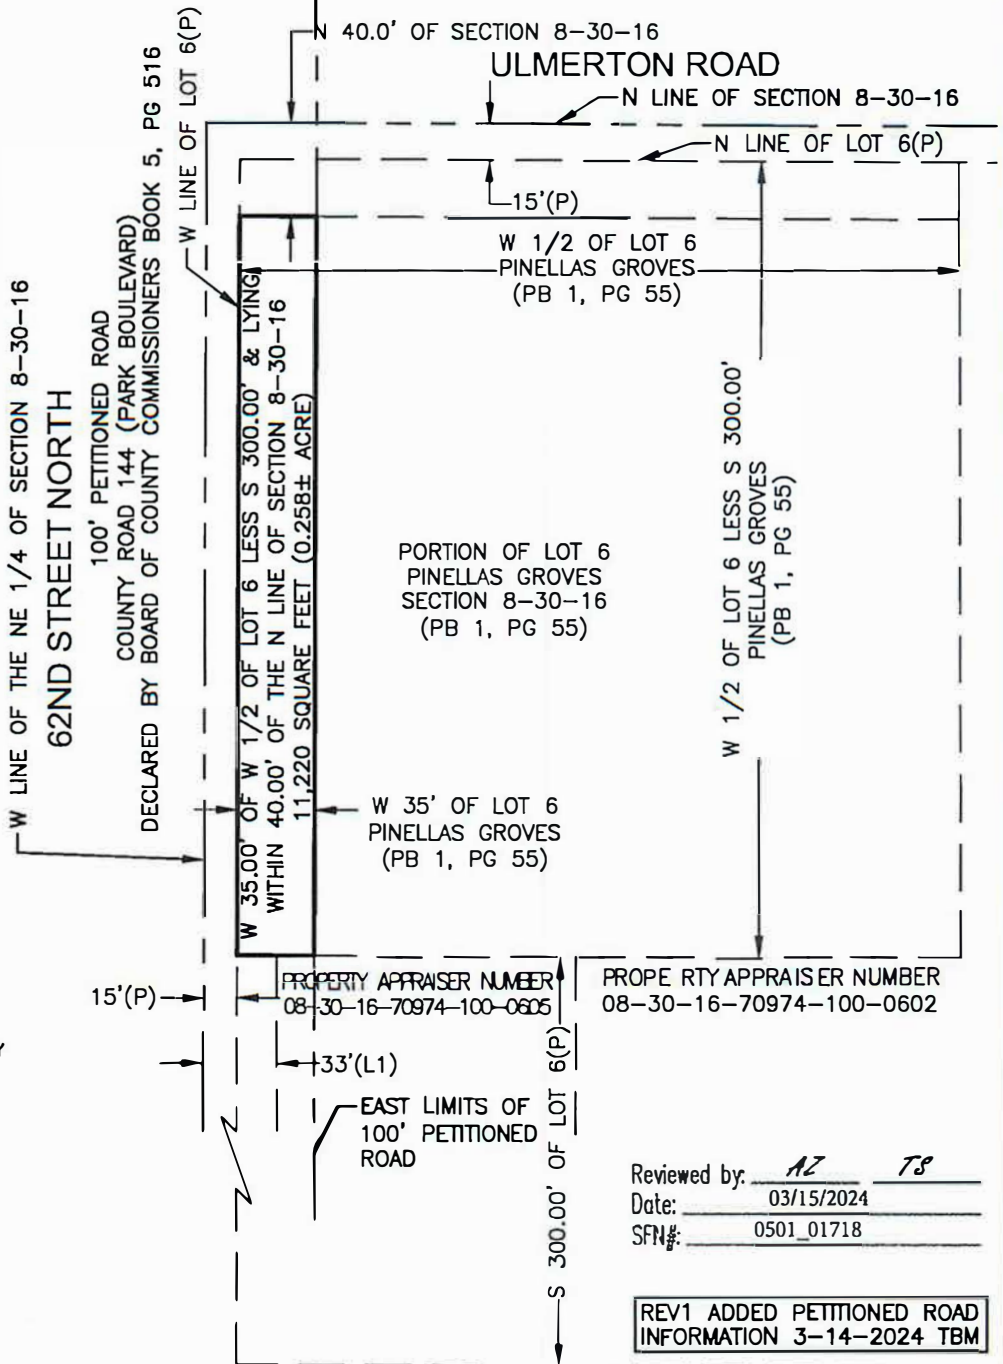 N 40.0' OF SECTION 8-30-16
ULMERTON ROAD
N LINE OF SECTION 8-30-16
N LINE OF LOT 6(P)
15'(P)
W 1/2 OF LOT 6
PINELLAS GROVES
(PB 1, PG 55)
W LINE OF LOT 6(P)
W LINE OF THE NE 1/4 OF SECTION 8-30-16
62ND STREET NORTH
100' PETITIONED ROAD
COUNTY ROAD 144 (PARK BOULEVARD)
DECLARED BY BOARD OF COUNTY COMMISSIONERS BOOK 5, PG 516
W 35.00' OF W 1/2 OF LOT 6 LESS S 300.00' & LYING
WITHIN 40.00' OF THE N LINE OF SECTION 8-30-16
11,220 SQUARE FEET (0.258± ACRE)
PORTION OF LOT 6
PINELLAS GROVES
SECTION 8-30-16
(PB 1, PG 55)
W 1/2 OF LOT 6 LESS S 300.00'
PINELLAS GROVES
(PB 1, PG 55)
W 35' OF LOT 6
PINELLAS GROVES
(PB 1, PG 55)
PROPERTY APPRAISER NUMBER
08-30-16-70974-100-0605
PROPE RTY APPRAISER NUMBER
08-30-16-70974-100-0602
15'(P)
33'(L1)
EAST LIMITS OF
100' PETITIONED
ROAD
S 300.00' OF LOT 6(P)
Reviewed by: AZ TS
Date: 03/15/2024
SFN#: 0501_01718
REV1 ADDED PETITIONED ROAD
INFORMATION 3-14-2024 TBM